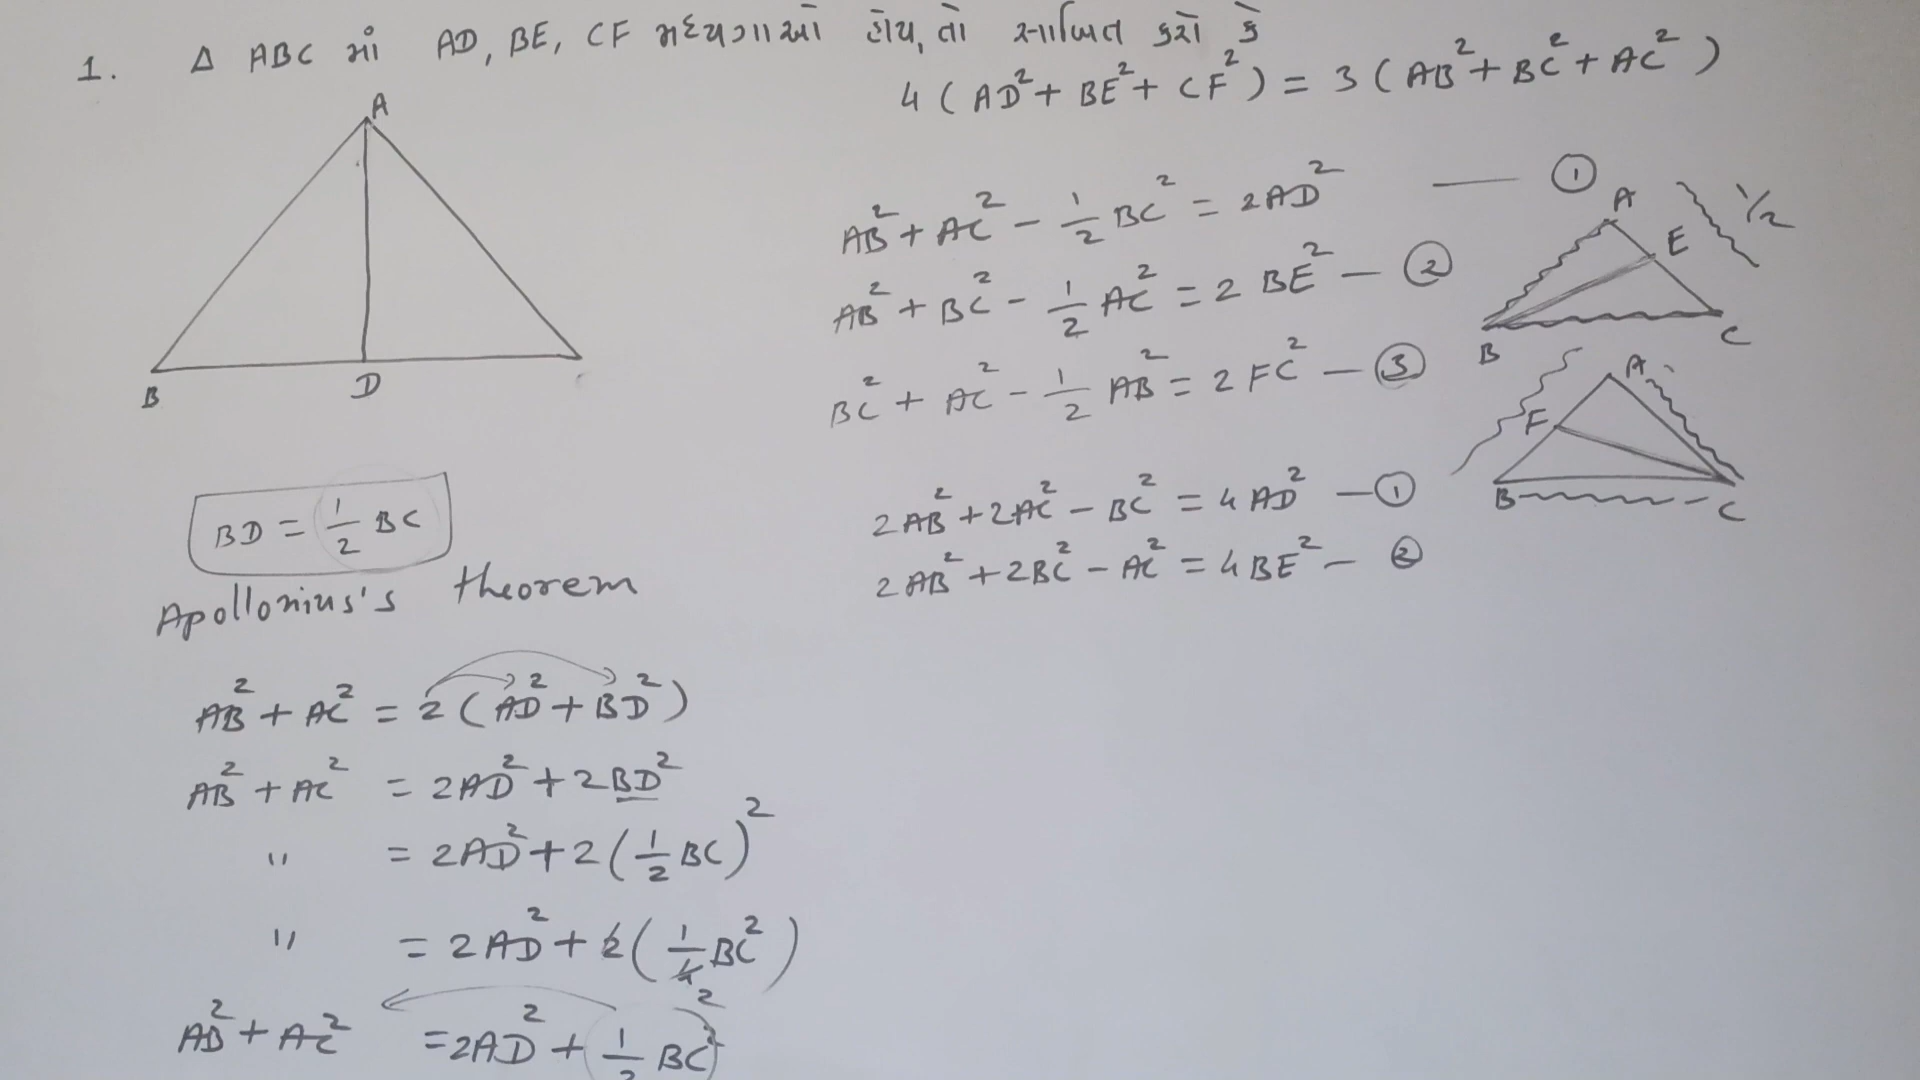 1. Δ ABC માં AD, BE, CF મધ્યગાઓ હોય, તો સાબિત કરો કે
4 ( AD² + BE² + CF² ) = 3 ( AB² + BC² + AC² )
A
B D
BD = 1/2 BC
Apollonius's theorem
AB² + AC² = 2 ( AD² + BD² )
AB² + AC² = 2AD² + 2BD²
" = 2AD² + 2 ( 1/2 BC )²
" = 2AD² + 2 ( 1/4 BC² )
AB² + AC² = 2AD² + 1/2 BC²
AB² + AC² - 1/2 BC² = 2AD² — ①
AB² + BC² - 1/2 AC² = 2 BE² — ②
BC² + AC² - 1/2 AB² = 2 FC² — ③
2AB² + 2AC² - BC² = 4AD² — ①
2AB² + 2BC² - AC² = 4BE² — ②
A 1/2
E
B C
A
F
B C